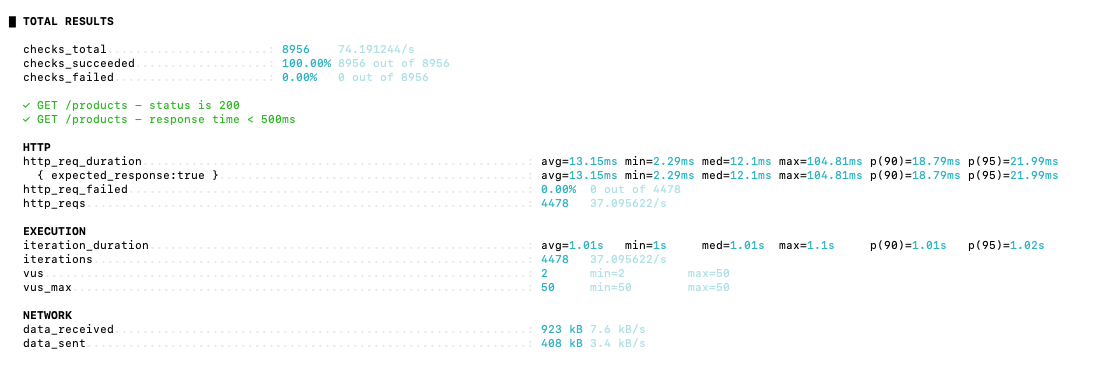 █ TOTAL RESULTS
checks_total.......................: 8956 74.191244/s
checks_succeeded...................: 100.00% 8956 out of 8956
checks_failed......................: 0.00% 0 out of 8956
✓ GET /products – status is 200
✓ GET /products – response time < 500ms
HTTP
http_req_duration.......................................................: avg=13.15ms min=2.29ms med=12.1ms max=104.81ms p(90)=18.79ms p(95)=21.99ms
{ expected_response:true }............................................: avg=13.15ms min=2.29ms med=12.1ms max=104.81ms p(90)=18.79ms p(95)=21.99ms
http_req_failed.........................................................: 0.00% 0 out of 4478
http_reqs...............................................................: 4478 37.095622/s
EXECUTION
iteration_duration......................................................: avg=1.01s min=1s med=1.01s max=1.1s p(90)=1.01s p(95)=1.02s
iterations..............................................................: 4478 37.095622/s
vus.....................................................................: 2 min=2 max=50
vus_max.................................................................: 50 min=50 max=50
NETWORK
data_received...........................................................: 923 kB 7.6 kB/s
data_sent...............................................................: 408 kB 3.4 kB/s